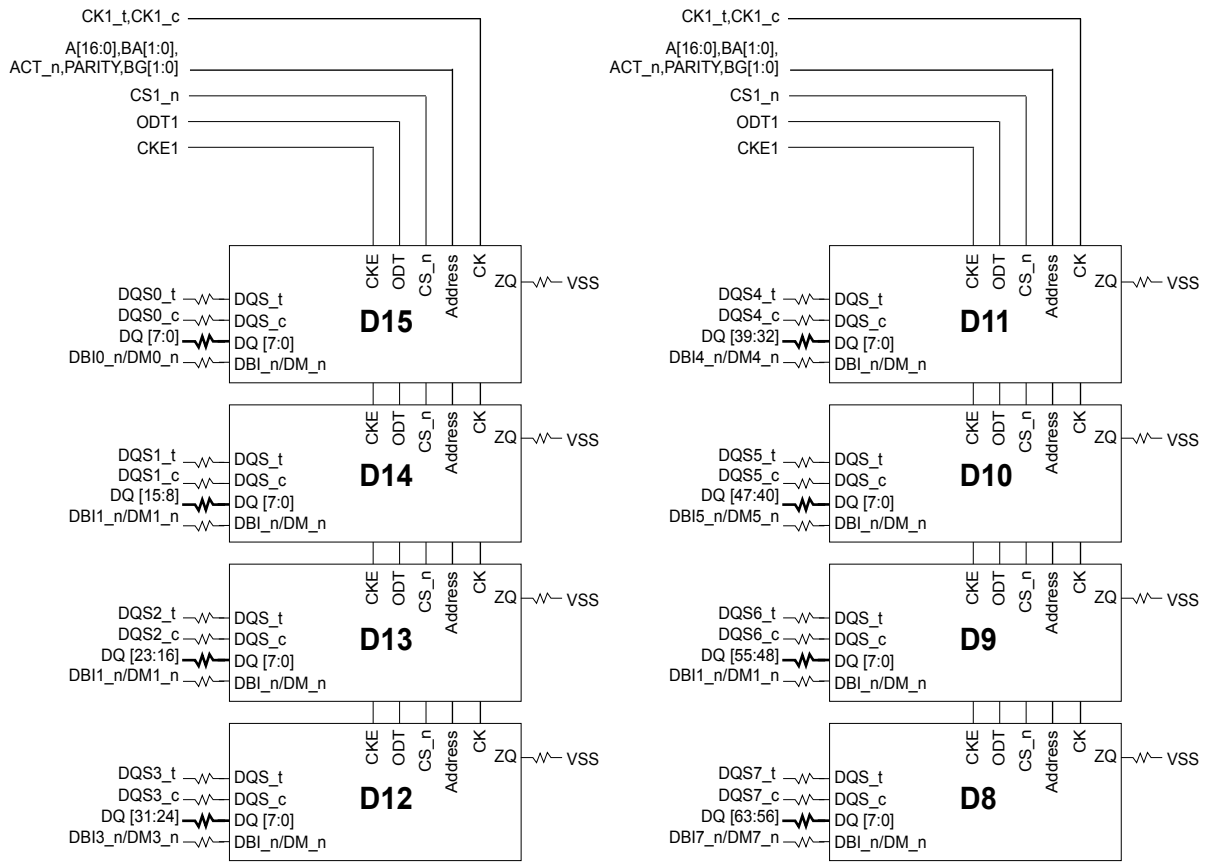 CK1_t,CK1_c
A[16:0],BA[1:0],
ACT_n,PARITY,BG[1:0]
CS1_n
ODT1
CKE1
CKE
ODT
CS_n
Address
CK
ZQ
VSS
DQS0_t
DQS0_c
DQ [7:0]
DBI0_n/DM0_n
DQS_t
DQS_c
DQ [7:0]
DBI_n/DM_n
D15
CKE
ODT
CS_n
Address
CK
ZQ
VSS
DQS1_t
DQS1_c
DQ [15:8]
DBI1_n/DM1_n
DQS_t
DQS_c
DQ [7:0]
DBI_n/DM_n
D14
CKE
ODT
CS_n
Address
CK
ZQ
VSS
DQS2_t
DQS2_c
DQ [23:16]
DBI1_n/DM1_n
DQS_t
DQS_c
DQ [7:0]
DBI_n/DM_n
D13
CKE
ODT
CS_n
Address
CK
ZQ
VSS
DQS3_t
DQS3_c
DQ [31:24]
DBI3_n/DM3_n
DQS_t
DQS_c
DQ [7:0]
DBI_n/DM_n
D12
CK1_t,CK1_c
A[16:0],BA[1:0],
ACT_n,PARITY,BG[1:0]
CS1_n
ODT1
CKE1
CKE
ODT
CS_n
Address
CK
ZQ
VSS
DQS4_t
DQS4_c
DQ [39:32]
DBI4_n/DM4_n
DQS_t
DQS_c
DQ [7:0]
DBI_n/DM_n
D11
CKE
ODT
CS_n
Address
CK
ZQ
VSS
DQS5_t
DQS5_c
DQ [47:40]
DBI5_n/DM5_n
DQS_t
DQS_c
DQ [7:0]
DBI_n/DM_n
D10
CKE
ODT
CS_n
Address
CK
ZQ
VSS
DQS6_t
DQS6_c
DQ [55:48]
DBI1_n/DM1_n
DQS_t
DQS_c
DQ [7:0]
DBI_n/DM_n
D9
CKE
ODT
CS_n
Address
CK
ZQ
VSS
DQS7_t
DQS7_c
DQ [63:56]
DBI7_n/DM7_n
DQS_t
DQS_c
DQ [7:0]
DBI_n/DM_n
D8